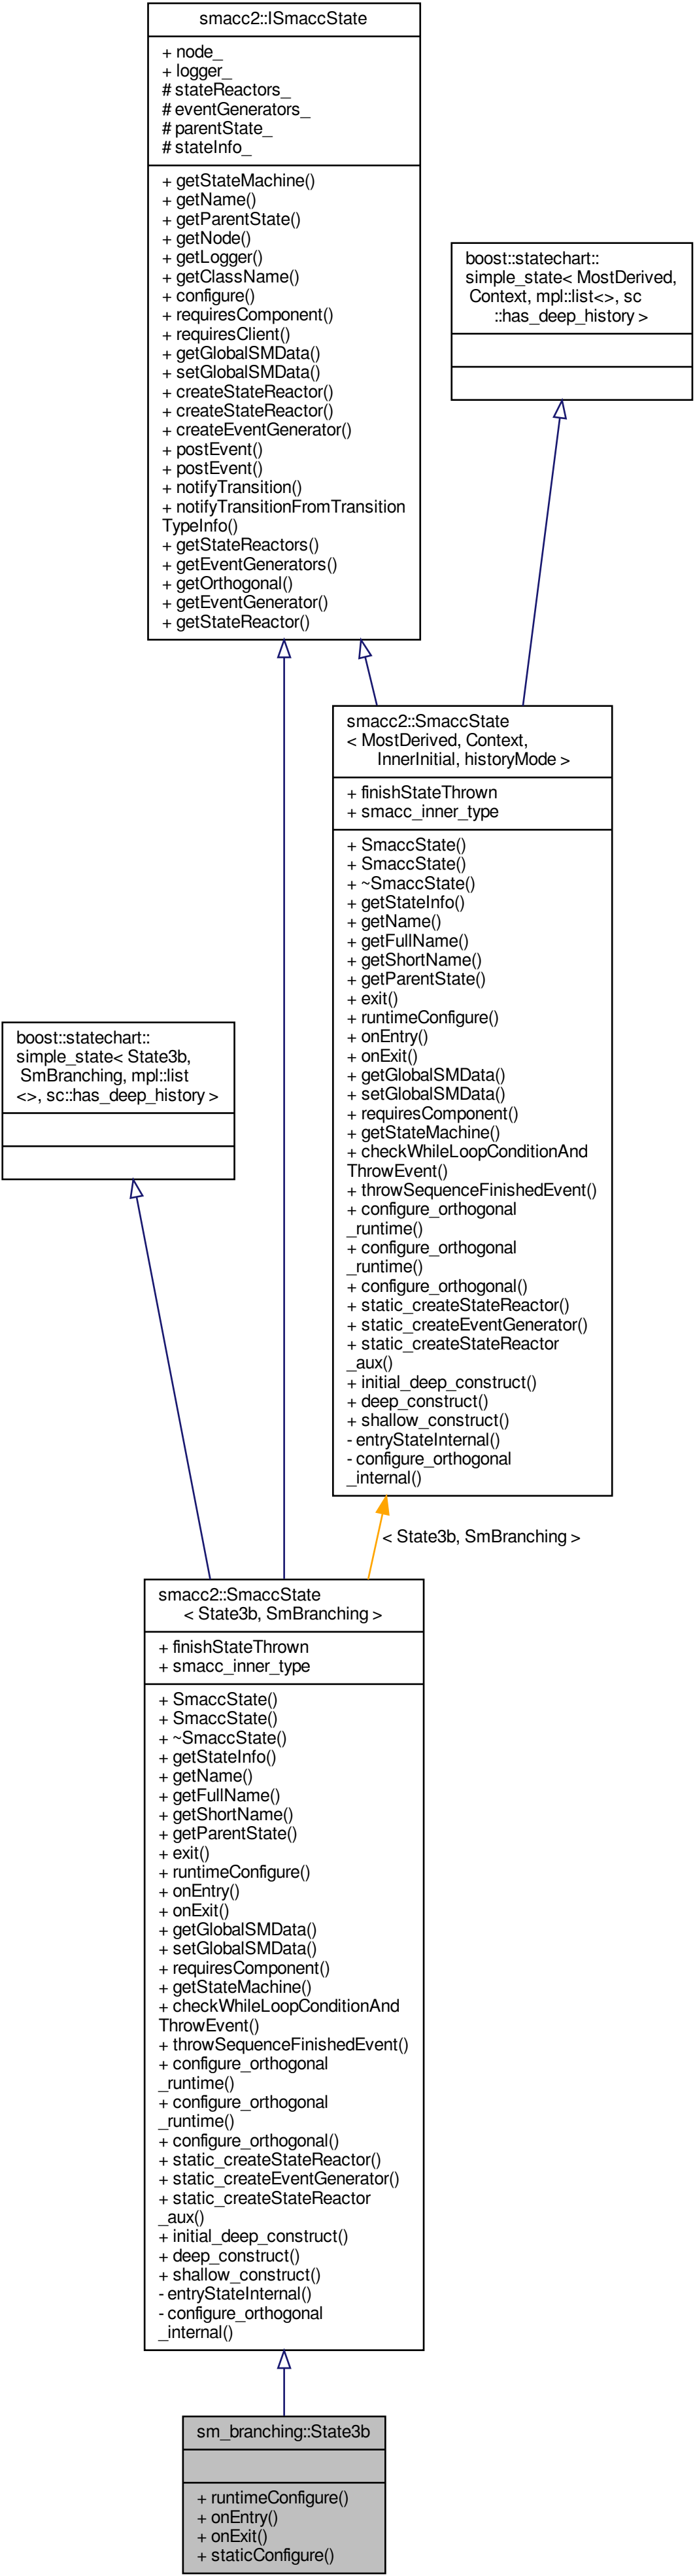 smacc2::ISmaccState
+ node_
+ logger_
# stateReactors_
# eventGenerators_
# parentState_
# stateInfo_
+ getStateMachine()
+ getName()
+ getParentState()
+ getNode()
+ getLogger()
+ getClassName()
+ configure()
+ requiresComponent()
+ requiresClient()
+ getGlobalSMData()
+ setGlobalSMData()
+ createStateReactor()
+ createStateReactor()
+ createEventGenerator()
+ postEvent()
+ postEvent()
+ notifyTransition()
+ notifyTransitionFromTransition
TypeInfo()
+ getStateReactors()
+ getEventGenerators()
+ getOrthogonal()
+ getEventGenerator()
+ getStateReactor()
boost::statechart::
simple_state< MostDerived,
Context, mpl::list<>, sc
::has_deep_history >
smacc2::SmaccState
< MostDerived, Context,
InnerInitial, historyMode >
+ finishStateThrown
+ smacc_inner_type
+ SmaccState()
+ SmaccState()
+ ~SmaccState()
+ getStateInfo()
+ getName()
+ getFullName()
+ getShortName()
+ getParentState()
+ exit()
+ runtimeConfigure()
+ onEntry()
+ onExit()
+ getGlobalSMData()
+ setGlobalSMData()
+ requiresComponent()
+ getStateMachine()
+ checkWhileLoopConditionAnd
ThrowEvent()
+ throwSequenceFinishedEvent()
+ configure_orthogonal
_runtime()
+ configure_orthogonal
_runtime()
+ configure_orthogonal()
+ static_createStateReactor()
+ static_createEventGenerator()
+ static_createStateReactor
_aux()
+ initial_deep_construct()
+ deep_construct()
+ shallow_construct()
- entryStateInternal()
- configure_orthogonal
_internal()
boost::statechart::
simple_state< State3b,
SmBranching, mpl::list
<>, sc::has_deep_history >
< State3b, SmBranching >
smacc2::SmaccState
< State3b, SmBranching >
+ finishStateThrown
+ smacc_inner_type
+ SmaccState()
+ SmaccState()
+ ~SmaccState()
+ getStateInfo()
+ getName()
+ getFullName()
+ getShortName()
+ getParentState()
+ exit()
+ runtimeConfigure()
+ onEntry()
+ onExit()
+ getGlobalSMData()
+ setGlobalSMData()
+ requiresComponent()
+ getStateMachine()
+ checkWhileLoopConditionAnd
ThrowEvent()
+ throwSequenceFinishedEvent()
+ configure_orthogonal
_runtime()
+ configure_orthogonal
_runtime()
+ configure_orthogonal()
+ static_createStateReactor()
+ static_createEventGenerator()
+ static_createStateReactor
_aux()
+ initial_deep_construct()
+ deep_construct()
+ shallow_construct()
- entryStateInternal()
- configure_orthogonal
_internal()
sm_branching::State3b
+ runtimeConfigure()
+ onEntry()
+ onExit()
+ staticConfigure()